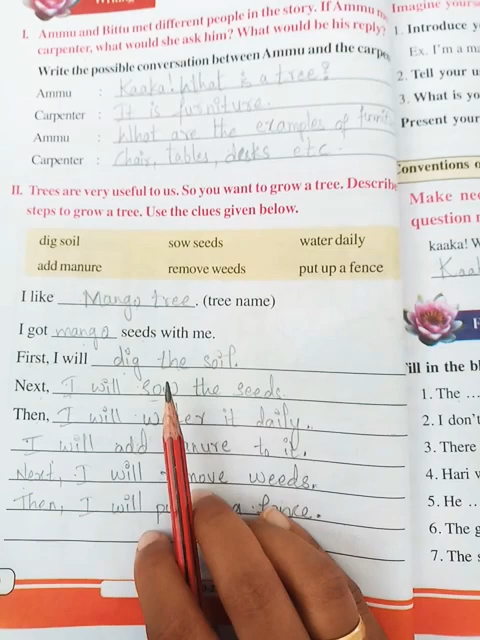 Writing
I. Ammu and Bittu met different people in the story. If Ammu m
carpenter, what would she ask him? What would be his reply?
Write the possible conversation between Ammu and the carpe
Ammu : Kaaka! What is a tree?
Carpenter : It is furniture.
Ammu : What are the examples of furnit
Carpenter : Chair, tables, desks etc.
II. Trees are very useful to us. So you want to grow a tree. Describe
steps to grow a tree. Use the clues given below.
dig soil sow seeds water daily
add manure remove weeds put up a fence
I like Mango tree. (tree name)
I got mango seeds with me.
First, I will dig the soil.
Next, I will sow the seeds.
Then, I will water it daily.
I will add manure to it.
Next, I will remove weeds.
Then, I will pu a fence.
Imagine yours
1. Introduce y
Ex. I'm a ma
2. Tell your u
3. What is yo
Present your
Conventions o
Make nee
question m
kaaka! W
Kaak
F
Fill in the bl
1. The ...
2. I don't
3. There
4. Hari w
5. He ..
6. The g
7. The s